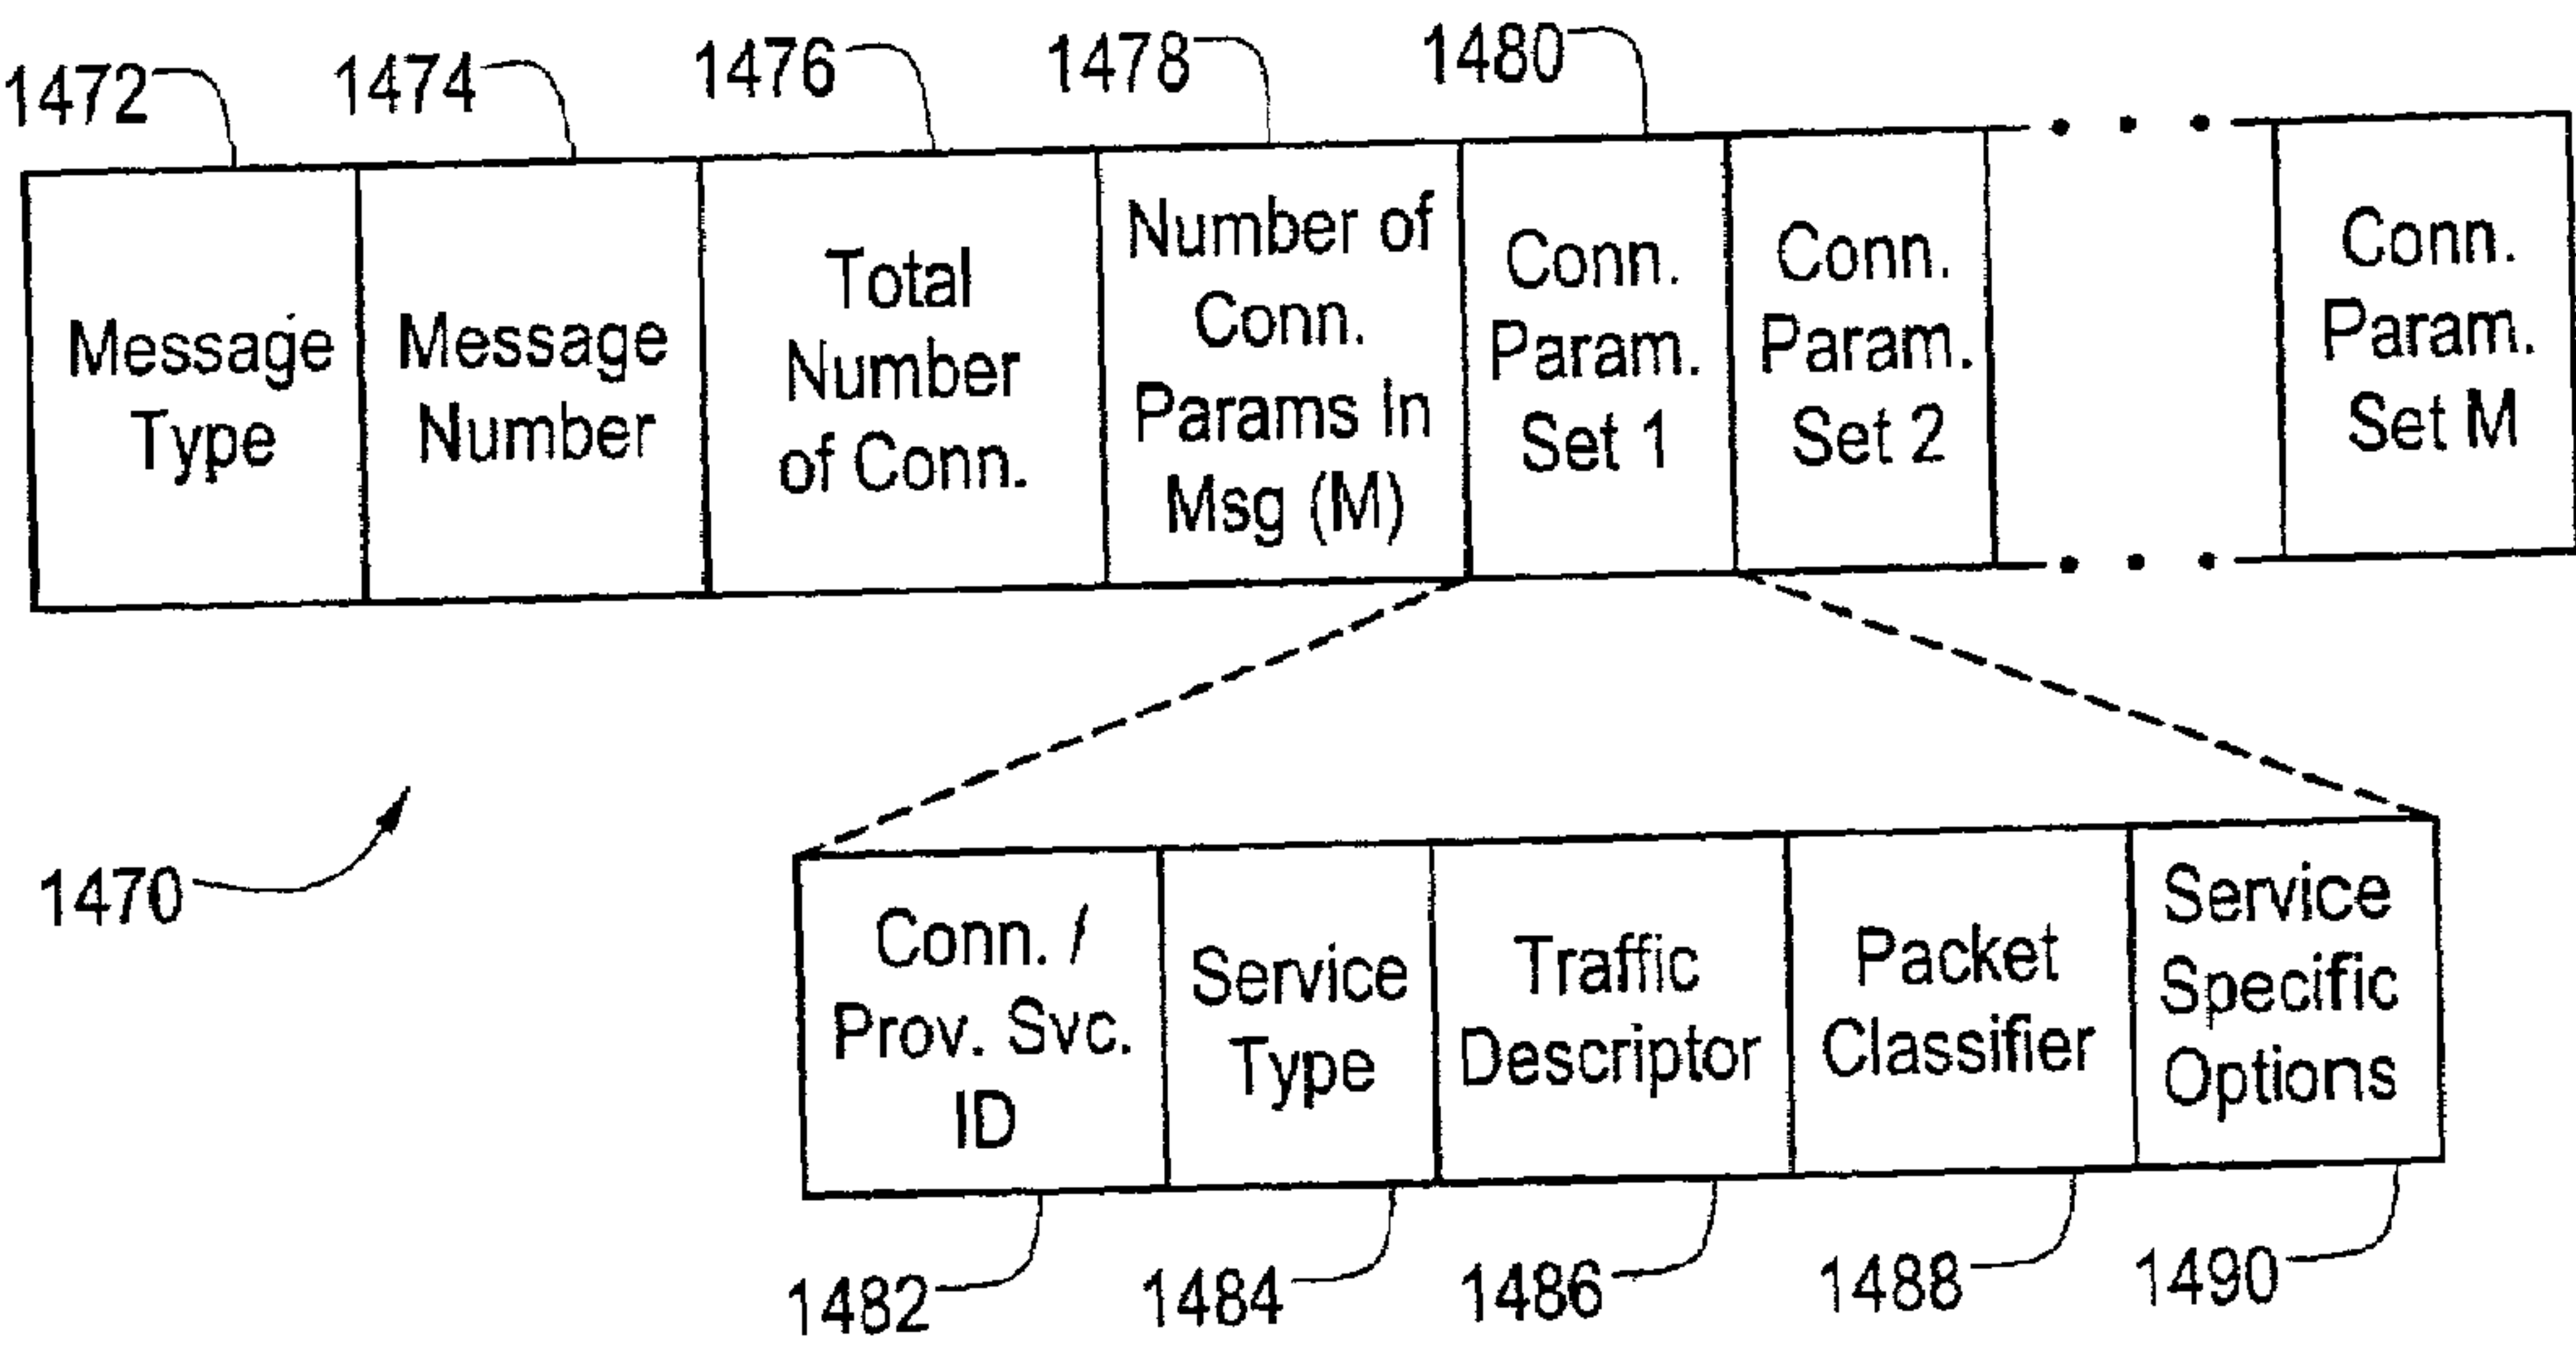 1472
1474
1476
1478
1480
Message
Type
Message
Number
Total
Number
of Conn.
Number of
Conn.
Params In
Msg (M)
Conn.
Param.
Set 1
Conn.
Param.
Set 2
Conn.
Param.
Set M
1470
Conn. /
Prov. Svc.
ID
Service
Type
Traffic
Descriptor
Packet
Classifier
Service
Specific
Options
1482
1484
1486
1488
1490